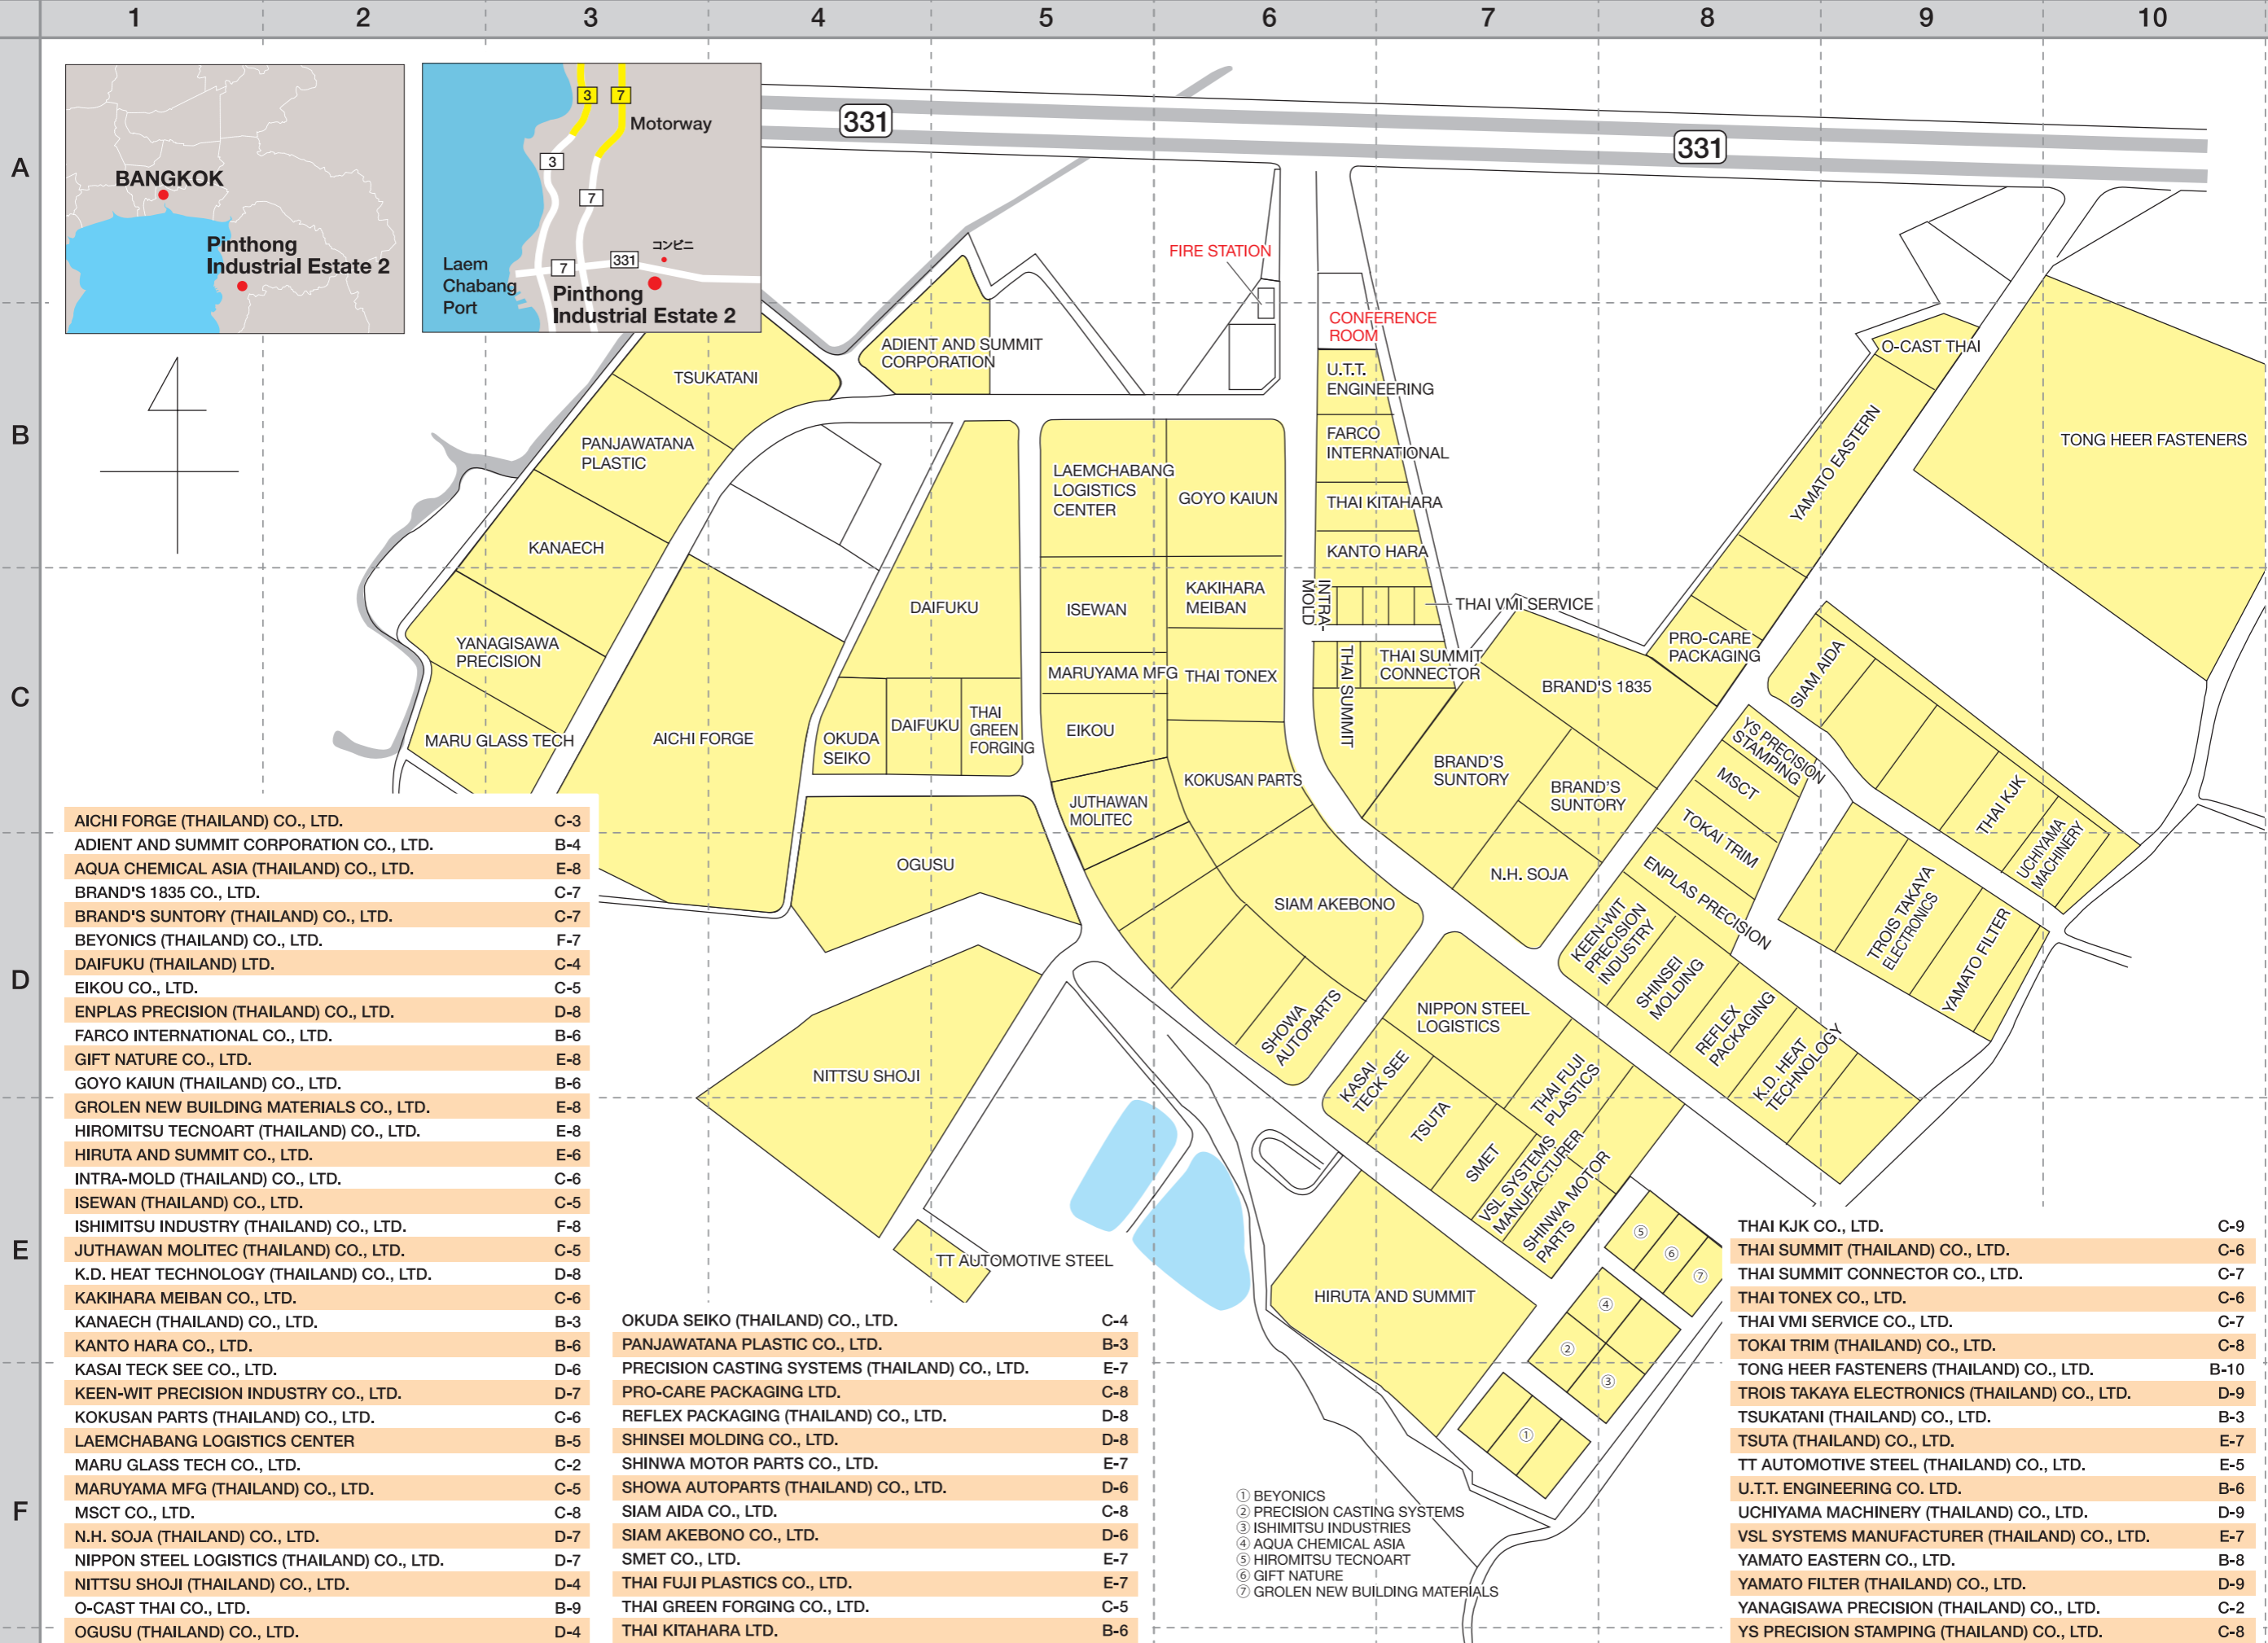 1 2 3 4 5 6 7 8 9 10
A
B
C
D
E
F
BANGKOK
Pinthong
Industrial Estate 2
3 7
Motorway
3
7
コンビニ
7 331
Laem
Chabang
Port
Pinthong
Industrial Estate 2
331
331
FIRE STATION
CONFERENCE
ROOM
ADIENT AND SUMMIT
CORPORATION
TSUKATANI
PANJAWATANA
PLASTIC
KANAECH
YANAGISAWA
PRECISION
MARU GLASS TECH
AICHI FORGE
DAIFUKU
OKUDA
SEIKO
DAIFUKU
THAI
GREEN
FORGING
OGUSU
NITTSU SHOJI
TT AUTOMOTIVE STEEL
LAEMCHABANG
LOGISTICS
CENTER
GOYO KAIUN
ISEWAN
KAKIHARA
MEIBAN
MARUYAMA MFG
THAI TONEX
EIKOU
KOKUSAN PARTS
JUTHAWAN
MOLITEC
SIAM AKEBONO
SHOWA
AUTOPARTS
U.T.T.
ENGINEERING
FARCO
INTERNATIONAL
THAI KITAHARA
KANTO HARA
INTRA-
MOLD
THAI VMI SERVICE
THAI SUMMIT
THAI SUMMIT
CONNECTOR
BRAND'S 1835
BRAND'S
SUNTORY
BRAND'S
SUNTORY
N.H. SOJA
O-CAST THAI
YAMATO EASTERN
TONG HEER FASTENERS
PRO-CARE
PACKAGING
SIAM AIDA
YS PRECISION
STAMPING
MSCT
TOKAI TRIM
ENPLAS PRECISION
THAI KJK
UCHIYAMA
MACHINERY
TROIS TAKAYA
ELECTRONICS
YAMATO FILTER
KEEN-WIT
PRECISION
INDUSTRY
SHINSEI
MOLDING
REFLEX
PACKAGING
K.D. HEAT
TECHNOLOGY
NIPPON STEEL
LOGISTICS
KASAI
TECK SEE
TSUTA
SMET
THAI FUJI
PLASTICS
VSL SYSTEMS
MANUFACTURER
SHINWA MOTOR
PARTS
HIRUTA AND SUMMIT
⑤
⑥
⑦
④
②
③
①
① BEYONICS
② PRECISION CASTING SYSTEMS
③ ISHIMITSU INDUSTRIES
④ AQUA CHEMICAL ASIA
⑤ HIROMITSU TECNOART
⑥ GIFT NATURE
⑦ GROLEN NEW BUILDING MATERIALS
AICHI FORGE (THAILAND) CO., LTD. C-3
ADIENT AND SUMMIT CORPORATION CO., LTD. B-4
AQUA CHEMICAL ASIA (THAILAND) CO., LTD. E-8
BRAND'S 1835 CO., LTD. C-7
BRAND'S SUNTORY (THAILAND) CO., LTD. C-7
BEYONICS (THAILAND) CO., LTD. F-7
DAIFUKU (THAILAND) LTD. C-4
EIKOU CO., LTD. C-5
ENPLAS PRECISION (THAILAND) CO., LTD. D-8
FARCO INTERNATIONAL CO., LTD. B-6
GIFT NATURE CO., LTD. E-8
GOYO KAIUN (THAILAND) CO., LTD. B-6
GROLEN NEW BUILDING MATERIALS CO., LTD. E-8
HIROMITSU TECNOART (THAILAND) CO., LTD. E-8
HIRUTA AND SUMMIT CO., LTD. E-6
INTRA-MOLD (THAILAND) CO., LTD. C-6
ISEWAN (THAILAND) CO., LTD. C-5
ISHIMITSU INDUSTRY (THAILAND) CO., LTD. F-8
JUTHAWAN MOLITEC (THAILAND) CO., LTD. C-5
K.D. HEAT TECHNOLOGY (THAILAND) CO., LTD. D-8
KAKIHARA MEIBAN CO., LTD. C-6
KANAECH (THAILAND) CO., LTD. B-3
KANTO HARA CO., LTD. B-6
KASAI TECK SEE CO., LTD. D-6
KEEN-WIT PRECISION INDUSTRY CO., LTD. D-7
KOKUSAN PARTS (THAILAND) CO., LTD. C-6
LAEMCHABANG LOGISTICS CENTER B-5
MARU GLASS TECH CO., LTD. C-2
MARUYAMA MFG (THAILAND) CO., LTD. C-5
MSCT CO., LTD. C-8
N.H. SOJA (THAILAND) CO., LTD. D-7
NIPPON STEEL LOGISTICS (THAILAND) CO., LTD. D-7
NITTSU SHOJI (THAILAND) CO., LTD. D-4
O-CAST THAI CO., LTD. B-9
OGUSU (THAILAND) CO., LTD. D-4
OKUDA SEIKO (THAILAND) CO., LTD. C-4
PANJAWATANA PLASTIC CO., LTD. B-3
PRECISION CASTING SYSTEMS (THAILAND) CO., LTD. E-7
PRO-CARE PACKAGING LTD. C-8
REFLEX PACKAGING (THAILAND) CO., LTD. D-8
SHINSEI MOLDING CO., LTD. D-8
SHINWA MOTOR PARTS CO., LTD. E-7
SHOWA AUTOPARTS (THAILAND) CO., LTD. D-6
SIAM AIDA CO., LTD. C-8
SIAM AKEBONO CO., LTD. D-6
SMET CO., LTD. E-7
THAI FUJI PLASTICS CO., LTD. E-7
THAI GREEN FORGING CO., LTD. C-5
THAI KITAHARA LTD. B-6
THAI KJK CO., LTD. C-9
THAI SUMMIT (THAILAND) CO., LTD. C-6
THAI SUMMIT CONNECTOR CO., LTD. C-7
THAI TONEX CO., LTD. C-6
THAI VMI SERVICE CO., LTD. C-7
TOKAI TRIM (THAILAND) CO., LTD. C-8
TONG HEER FASTENERS (THAILAND) CO., LTD. B-10
TROIS TAKAYA ELECTRONICS (THAILAND) CO., LTD. D-9
TSUKATANI (THAILAND) CO., LTD. B-3
TSUTA (THAILAND) CO., LTD. E-7
TT AUTOMOTIVE STEEL (THAILAND) CO., LTD. E-5
U.T.T. ENGINEERING CO. LTD. B-6
UCHIYAMA MACHINERY (THAILAND) CO., LTD. D-9
VSL SYSTEMS MANUFACTURER (THAILAND) CO., LTD. E-7
YAMATO EASTERN CO., LTD. B-8
YAMATO FILTER (THAILAND) CO., LTD. D-9
YANAGISAWA PRECISION (THAILAND) CO., LTD. C-2
YS PRECISION STAMPING (THAILAND) CO., LTD. C-8